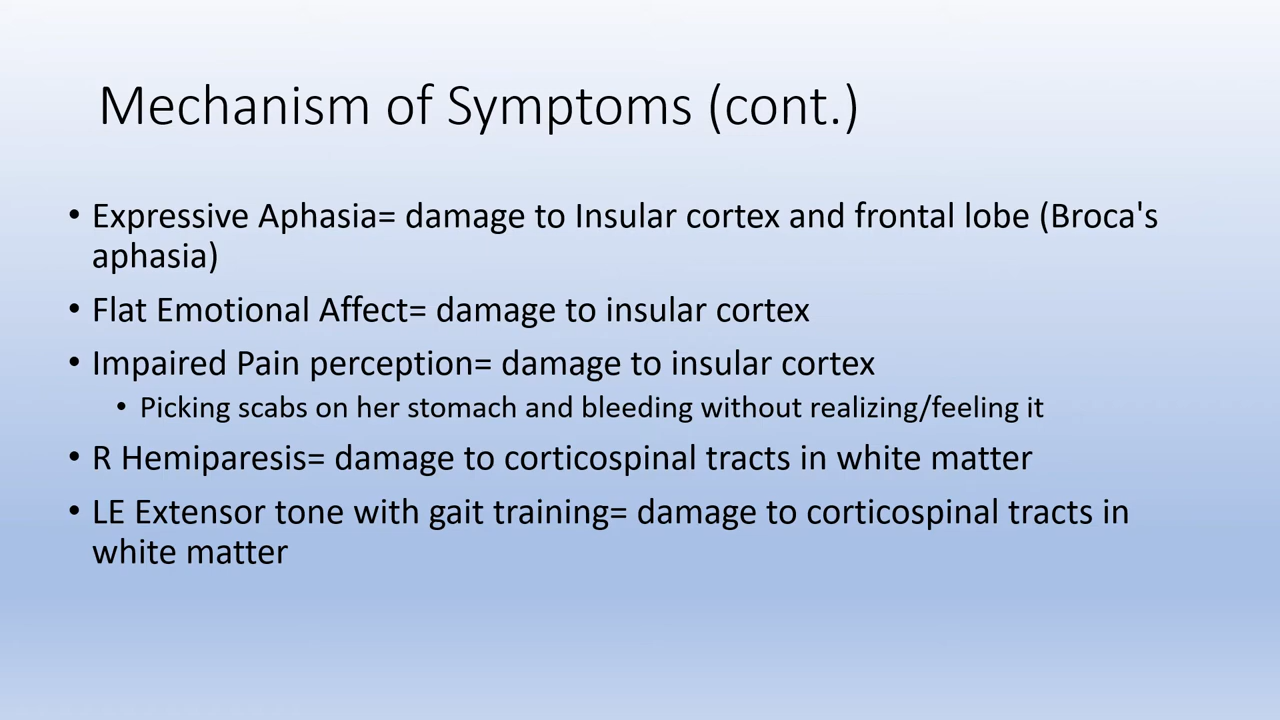 Mechanism of Symptoms (cont.)
• Expressive Aphasia= damage to Insular cortex and frontal lobe (Broca's
aphasia)
• Flat Emotional Affect= damage to insular cortex
• Impaired Pain perception= damage to insular cortex
• Picking scabs on her stomach and bleeding without realizing/feeling it
• R Hemiparesis= damage to corticospinal tracts in white matter
• LE Extensor tone with gait training= damage to corticospinal tracts in
white matter